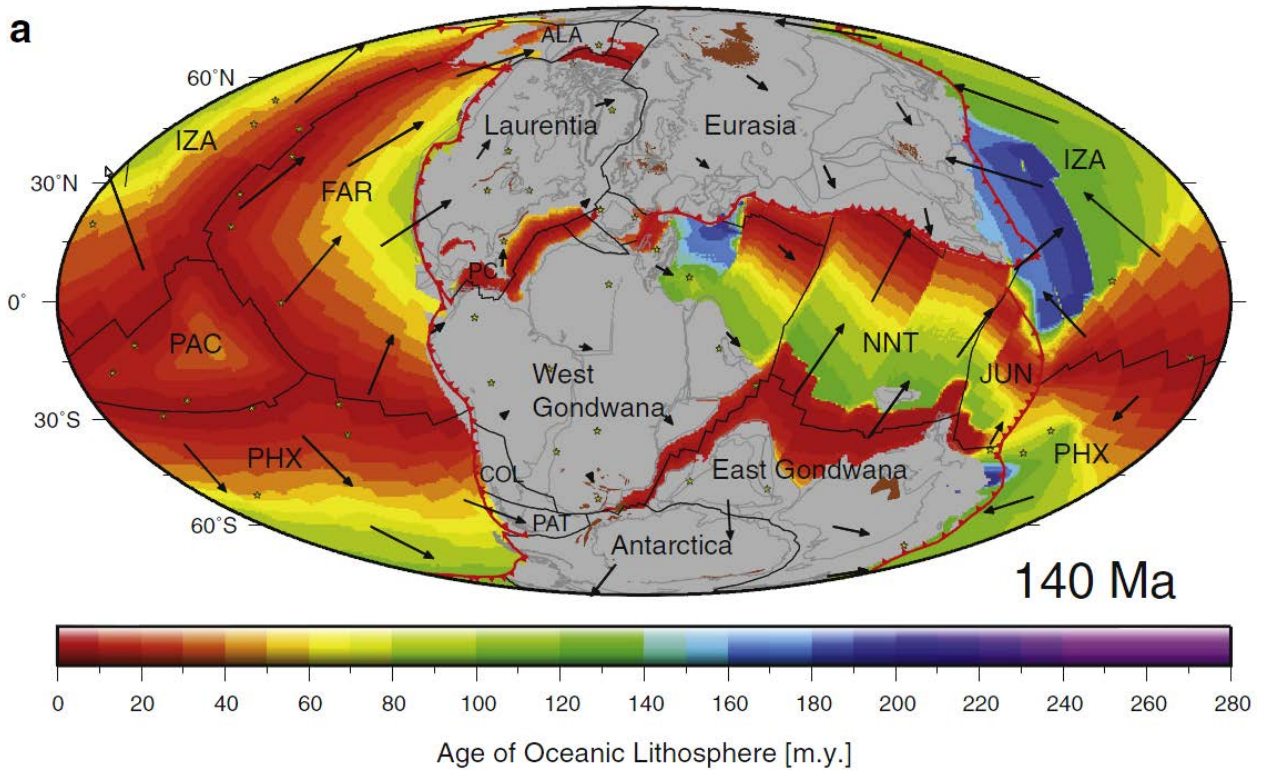 a
ALA
60˚N
IZA
Laurentia
Eurasia
IZA
30˚N
FAR
PC
0˚
PAC
NNT
West
Gondwana
JUN
30˚S
PHX
COL
East Gondwana
PHX
60˚S
PAT
Antarctica
140 Ma
0 20 40 60 80 100 120 140 160 180 200 220 240 260 280
Age of Oceanic Lithosphere [m.y.]